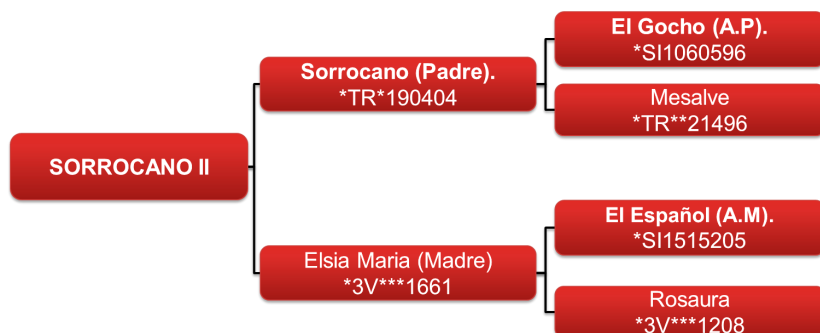 SORROCANO II
Sorrocano (Padre).
*TR*190404
El Gocho (A.P).
*SI1060596
Mesalve
*TR**21496
Elsia Maria (Madre)
*3V***1661
El Español (A.M).
*SI1515205
Rosaura
*3V***1208